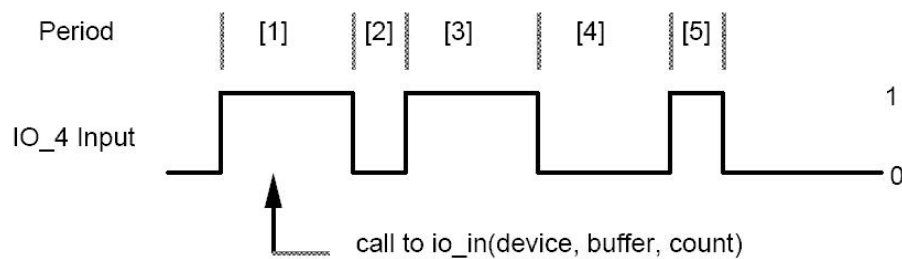 Period [1] [2] [3] [4] [5]
1
IO_4 Input
0
call to io_in(device, buffer, count)